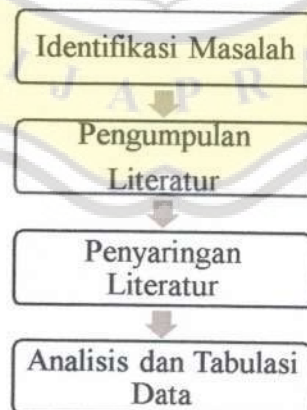 Identifikasi Masalah
I J A P R
Pengumpulan
Literatur
Penyaringan
Literatur
Analisis dan Tabulasi
Data